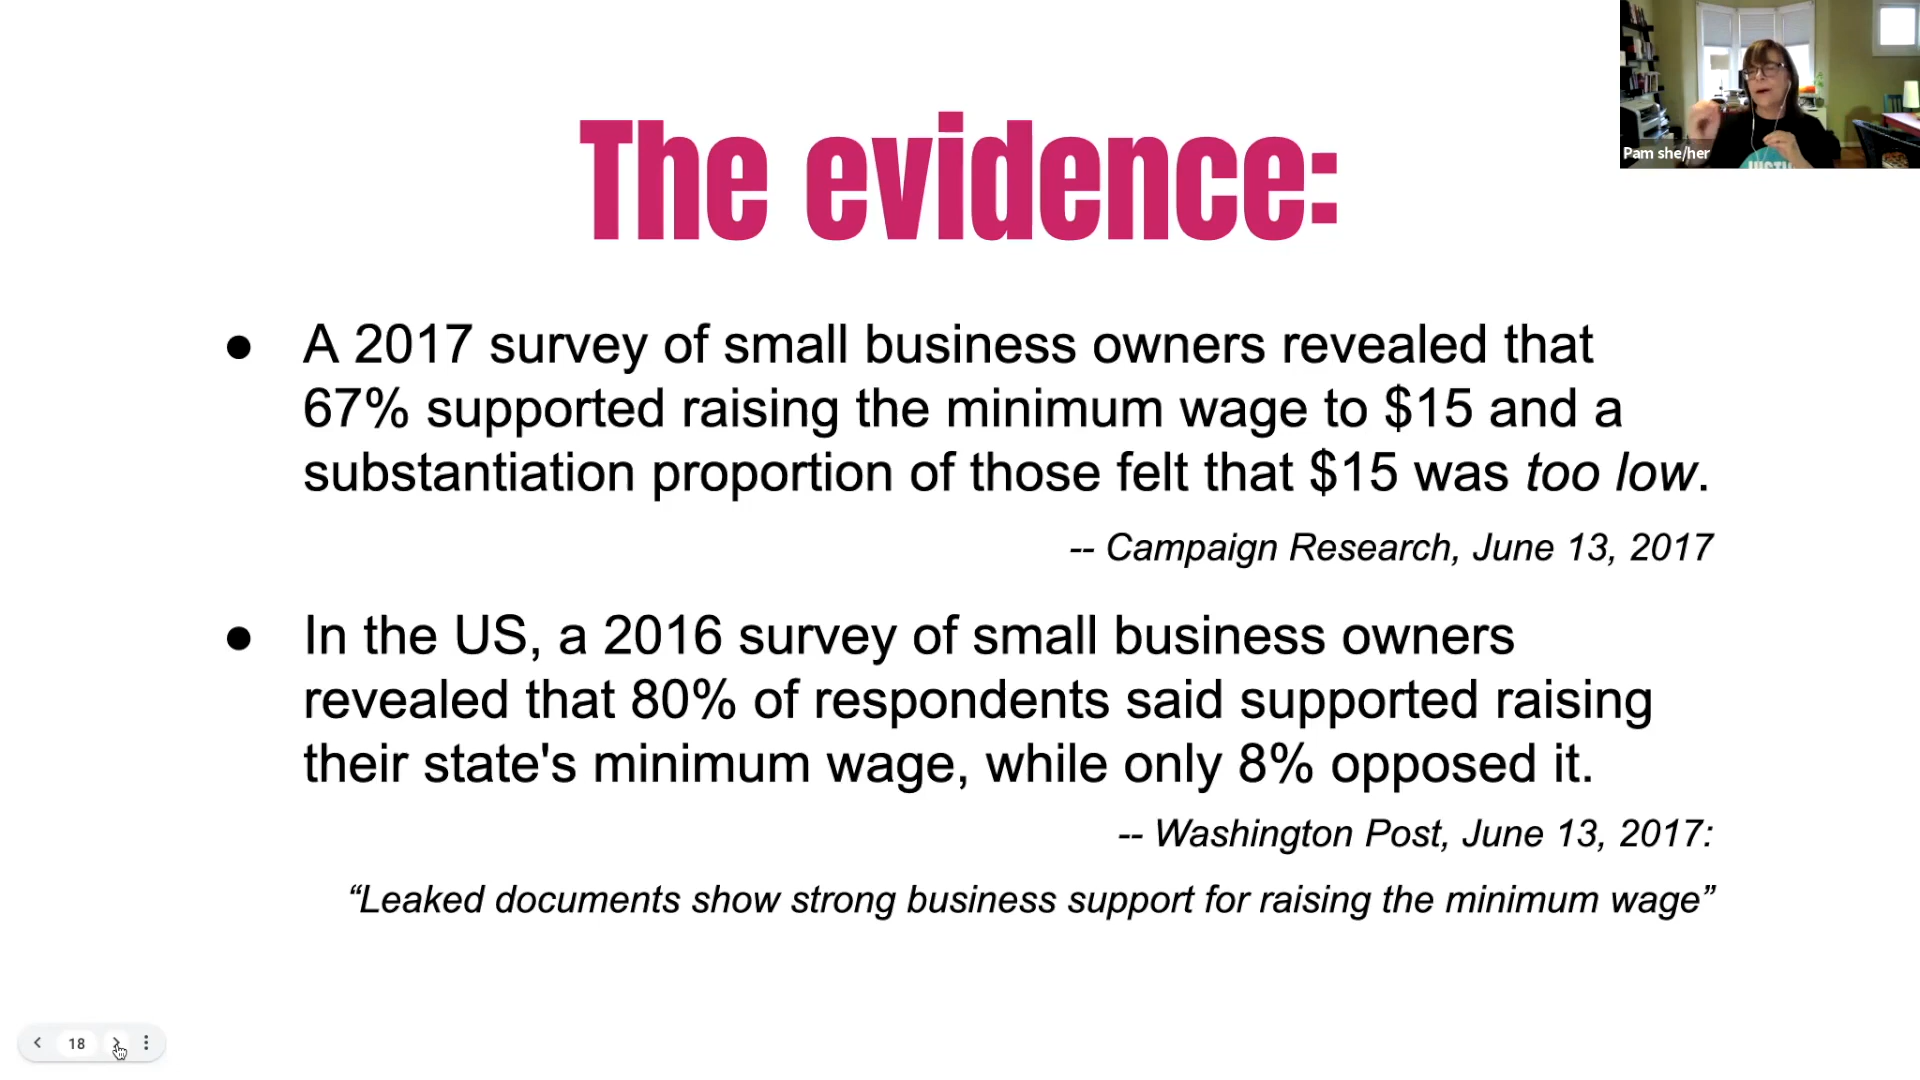 The evidence:
Pam she/her
● A 2017 survey of small business owners revealed that
67% supported raising the minimum wage to $15 and a
substantiation proportion of those felt that $15 was too low.
-- Campaign Research, June 13, 2017
● In the US, a 2016 survey of small business owners
revealed that 80% of respondents said supported raising
their state's minimum wage, while only 8% opposed it.
-- Washington Post, June 13, 2017:
“Leaked documents show strong business support for raising the minimum wage”
18